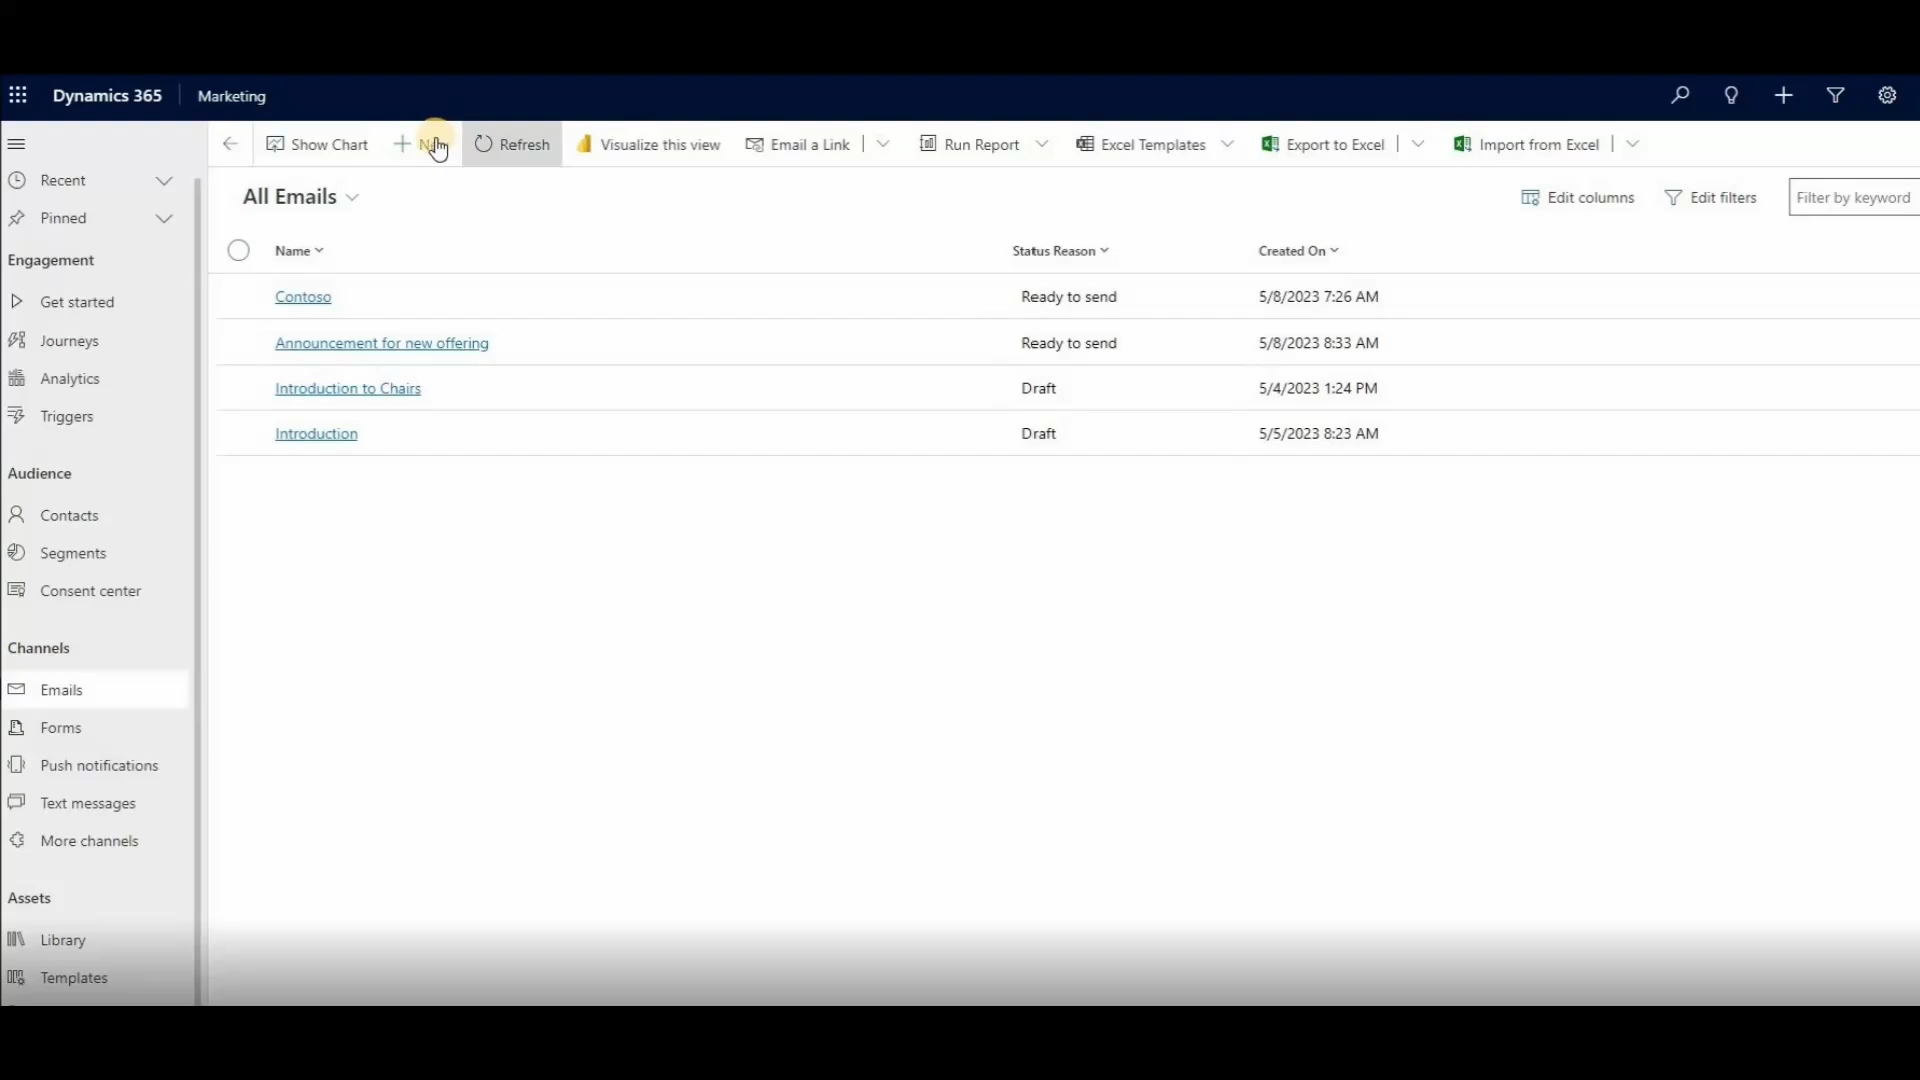 Dynamics 365 Marketing
Show Chart Refresh Visualize this view Email a Link Run Report Excel Templates Export to Excel Import from Excel
Recent
Pinned
Engagement
Get started
Journeys
Analytics
Triggers
Audience
Contacts
Segments
Consent center
Channels
Emails
Forms
Push notifications
Text messages
More channels
Assets
Library
Templates
All Emails Edit columns Edit filters Filter by keyword
Name Status Reason Created On
Contoso Ready to send 5/8/2023 7:26 AM
Announcement for new offering Ready to send 5/8/2023 8:33 AM
Introduction to Chairs Draft 5/4/2023 1:24 PM
Introduction Draft 5/5/2023 8:23 AM